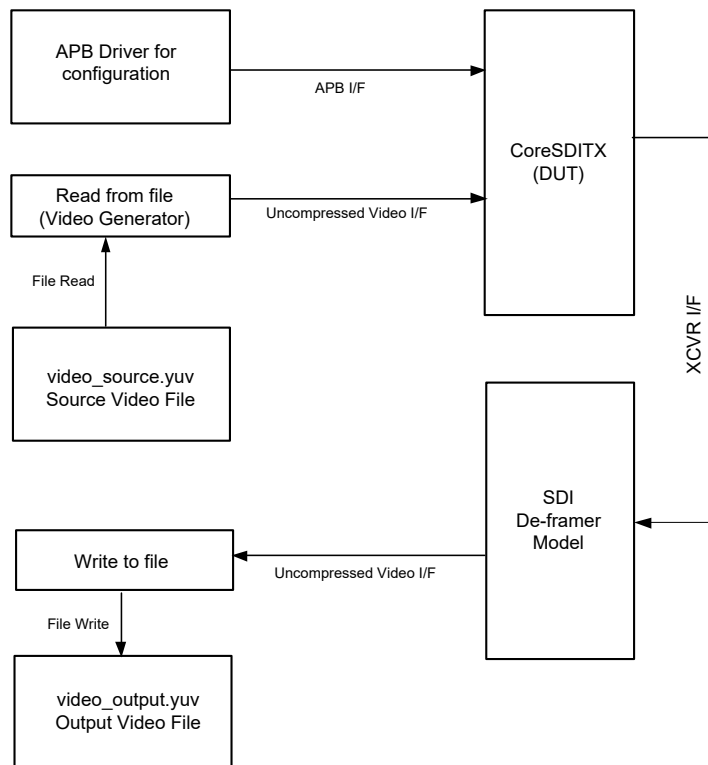 APB Driver for
configuration
APB I/F
CoreSDITX
(DUT)
Read from file
(Video Generator)
Uncompressed Video I/F
File Read
XCVR I/F
video_source.yuv
Source Video File
SDI
De-framer
Model
Write to file
Uncompressed Video I/F
File Write
video_output.yuv
Output Video File